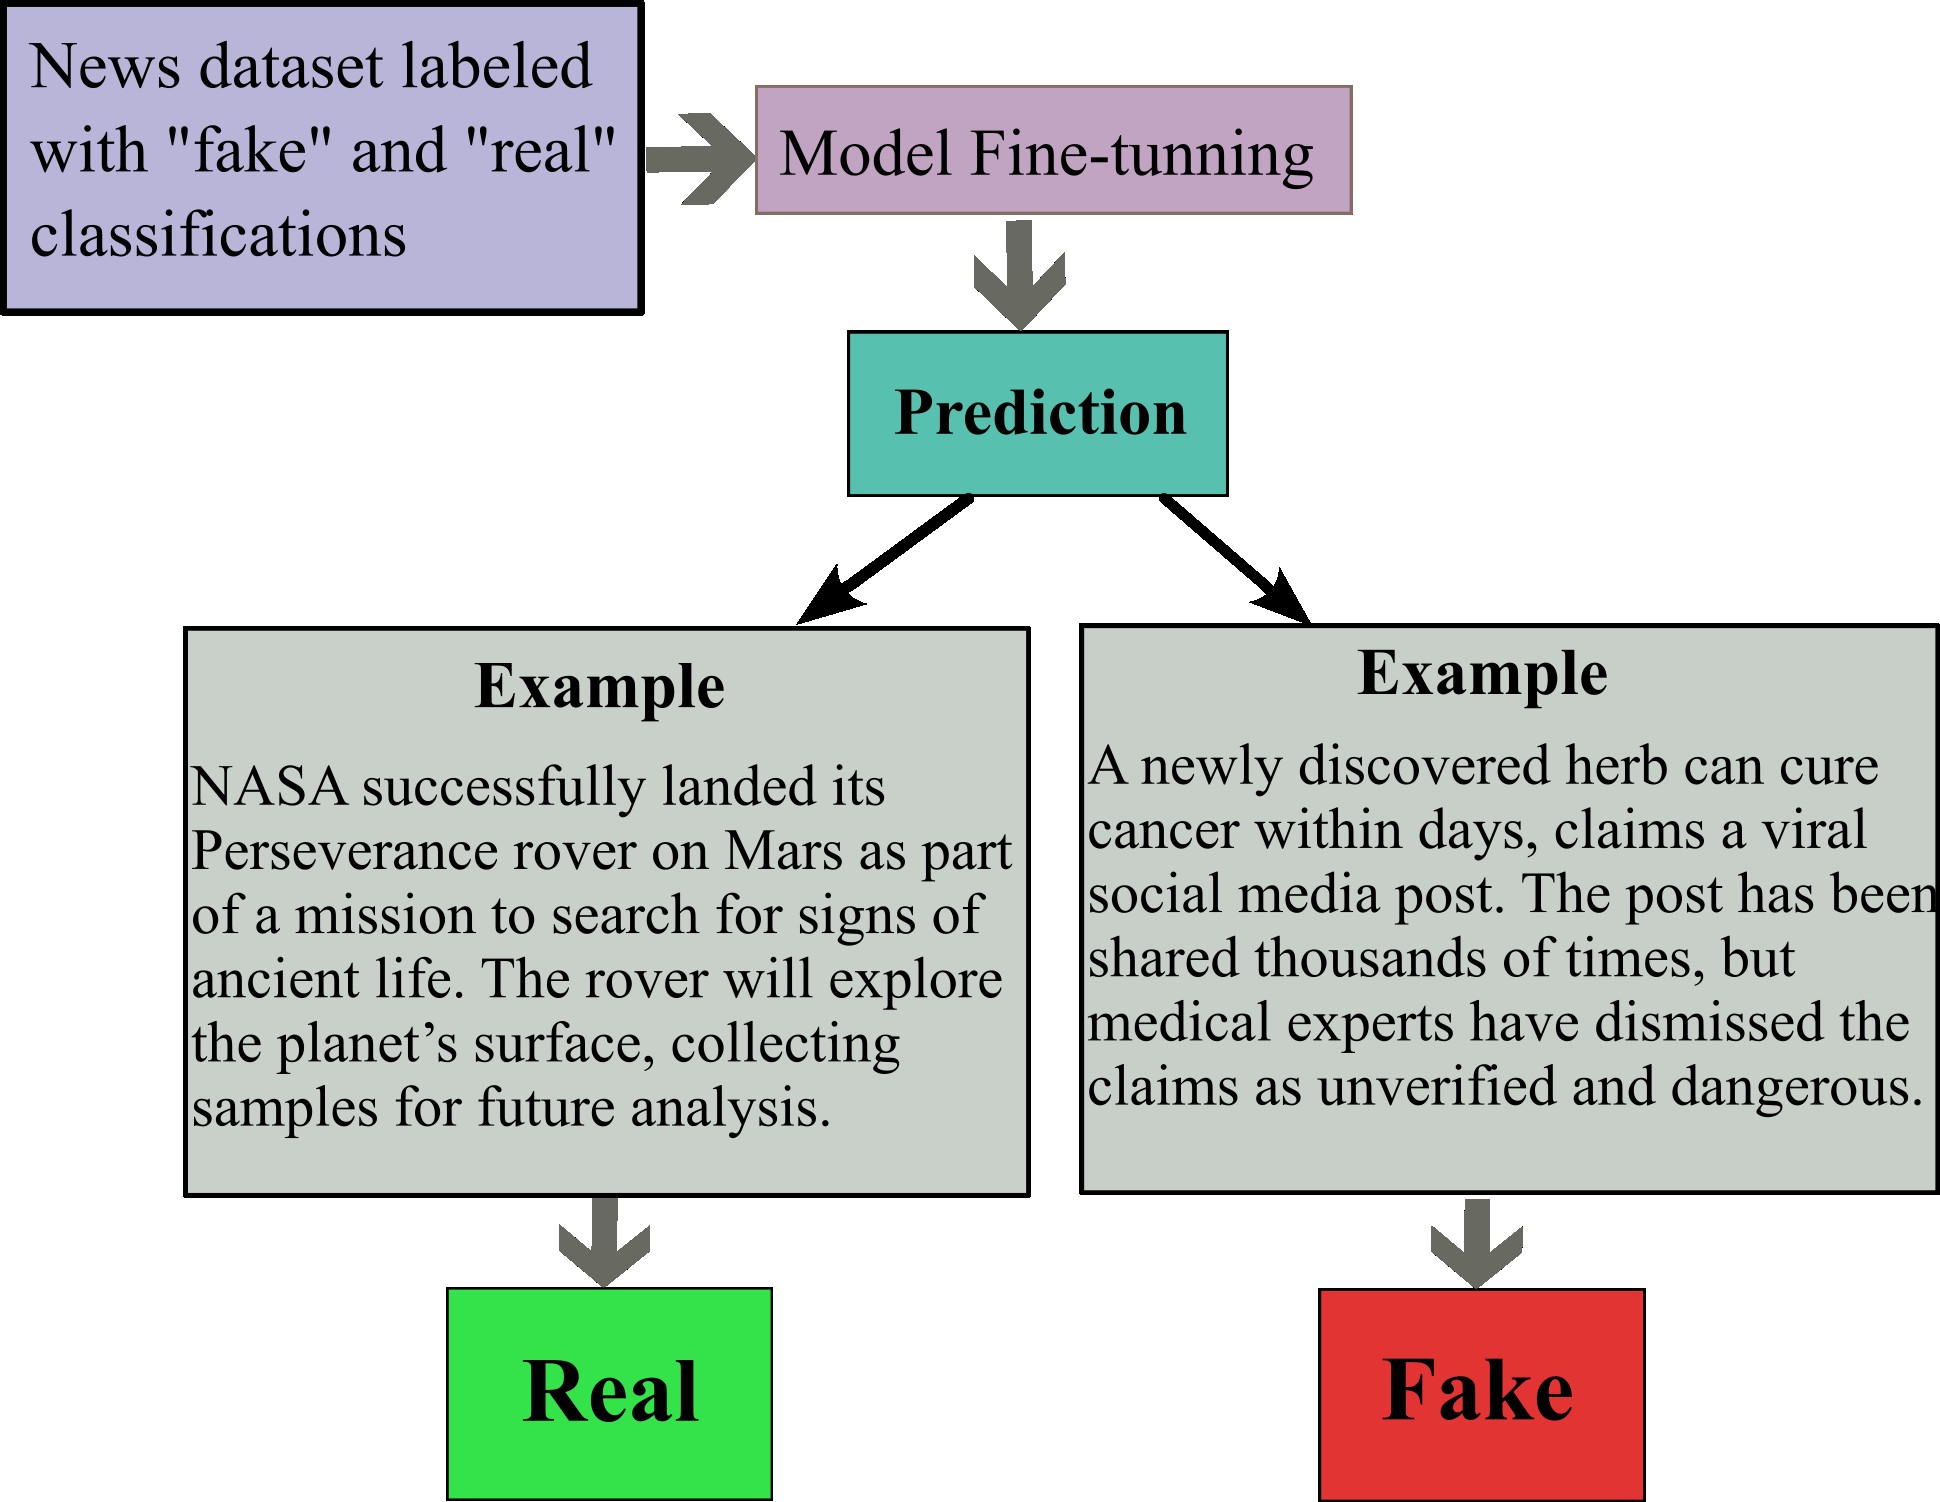 News dataset labeled
with "fake" and "real"
classifications
Model Fine-tunning
Prediction
Example
NASA successfully landed its
Perseverance rover on Mars as part
of a mission to search for signs of
ancient life. The rover will explore
the planet’s surface, collecting
samples for future analysis.
Example
A newly discovered herb can cure
cancer within days, claims a viral
social media post. The post has been
shared thousands of times, but
medical experts have dismissed the
claims as unverified and dangerous.
Real
Fake